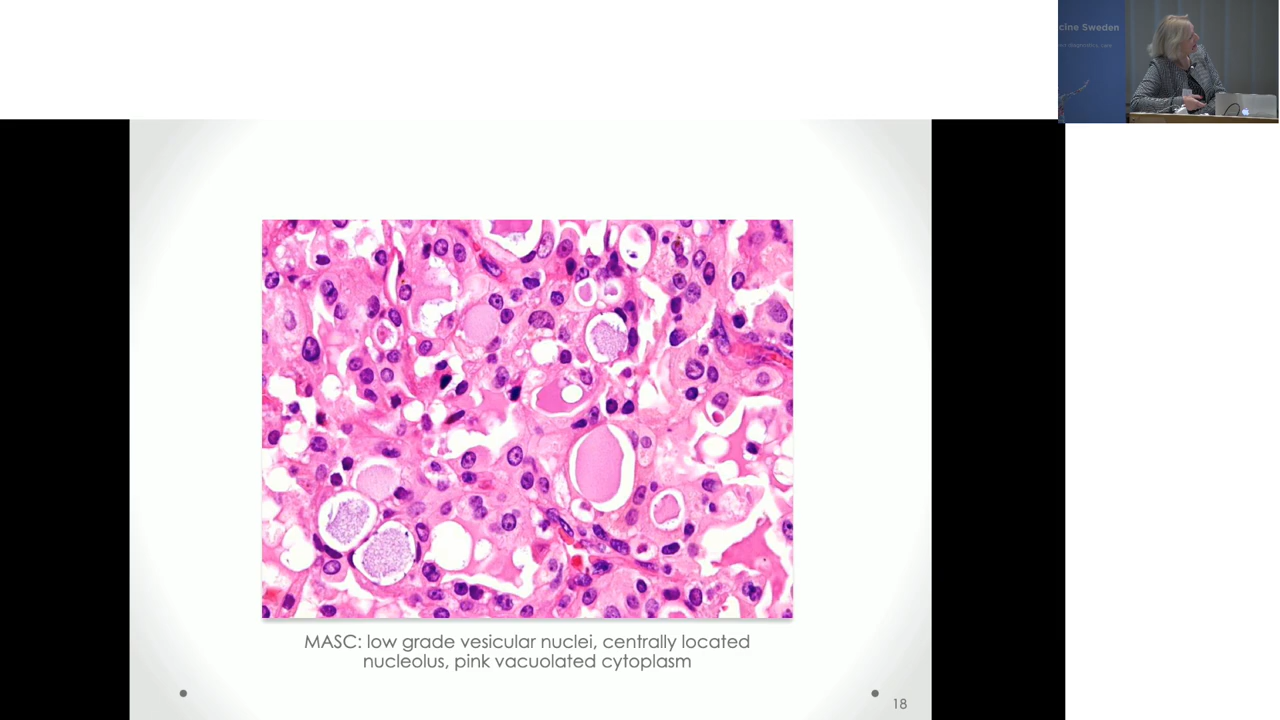 cine Sweden
MASC: low grade vesicular nuclei, centrally located
nucleolus, pink vacuolated cytoplasm
18